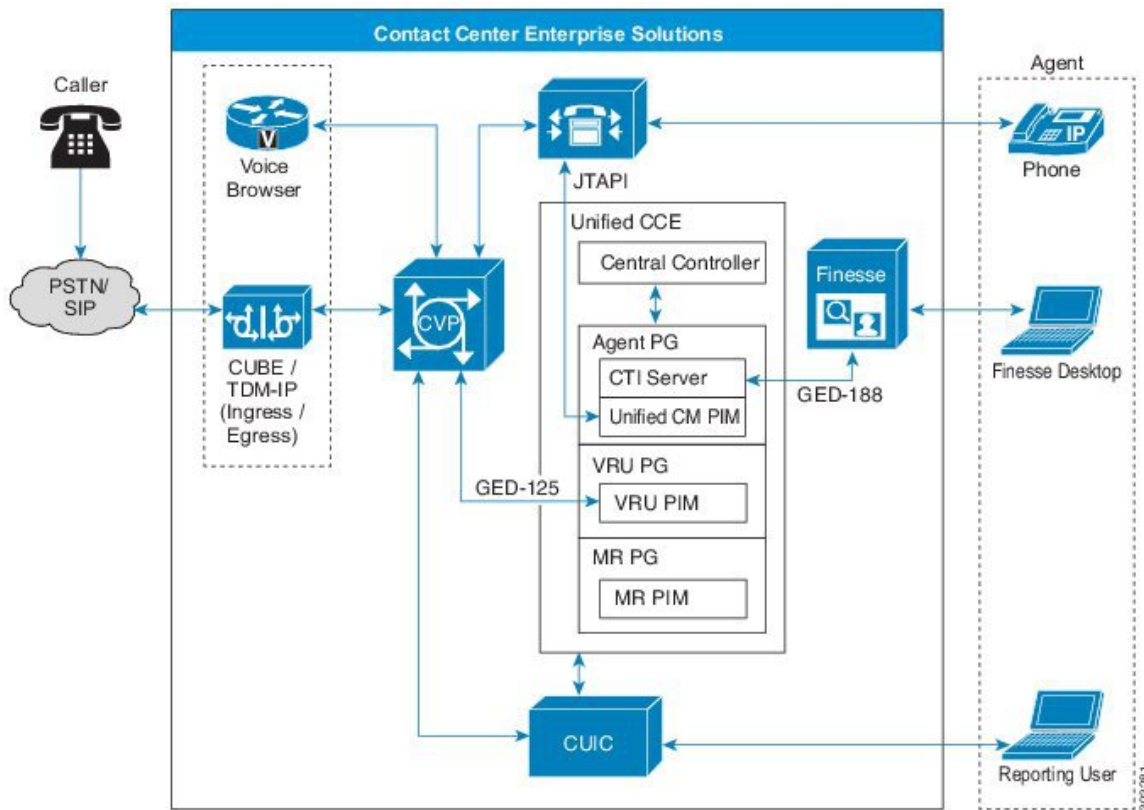 Contact Center Enterprise Solutions
Caller
PSTN/
SIP
V
Voice
Browser
CUBE /
TDM-IP
(Ingress /
Egress)
CVP
JTAPI
Unified CCE
Central Controller
Agent PG
CTI Server
Unified CM PIM
VRU PG
VRU PIM
MR PG
MR PIM
GED-125
GED-188
Finesse
CUIC
Agent
IP
Phone
Finesse Desktop
Reporting User